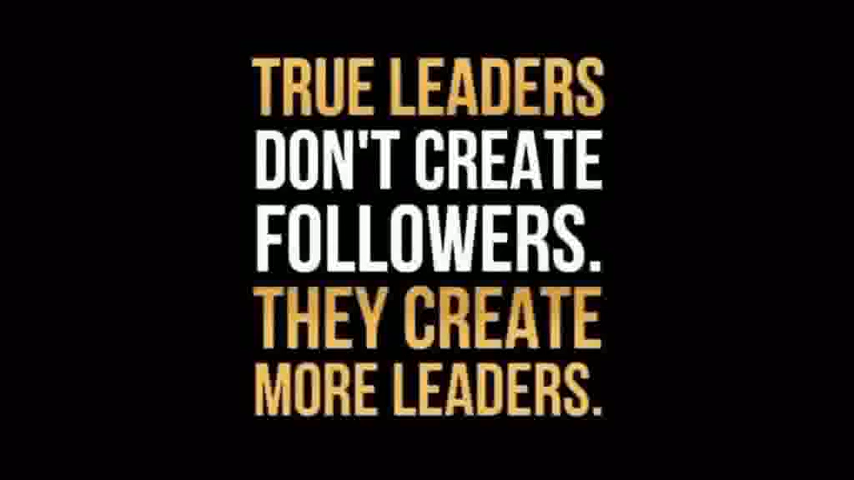 TRUE LEADERS
DON'T CREATE
FOLLOWERS.
THEY CREATE
MORE LEADERS.